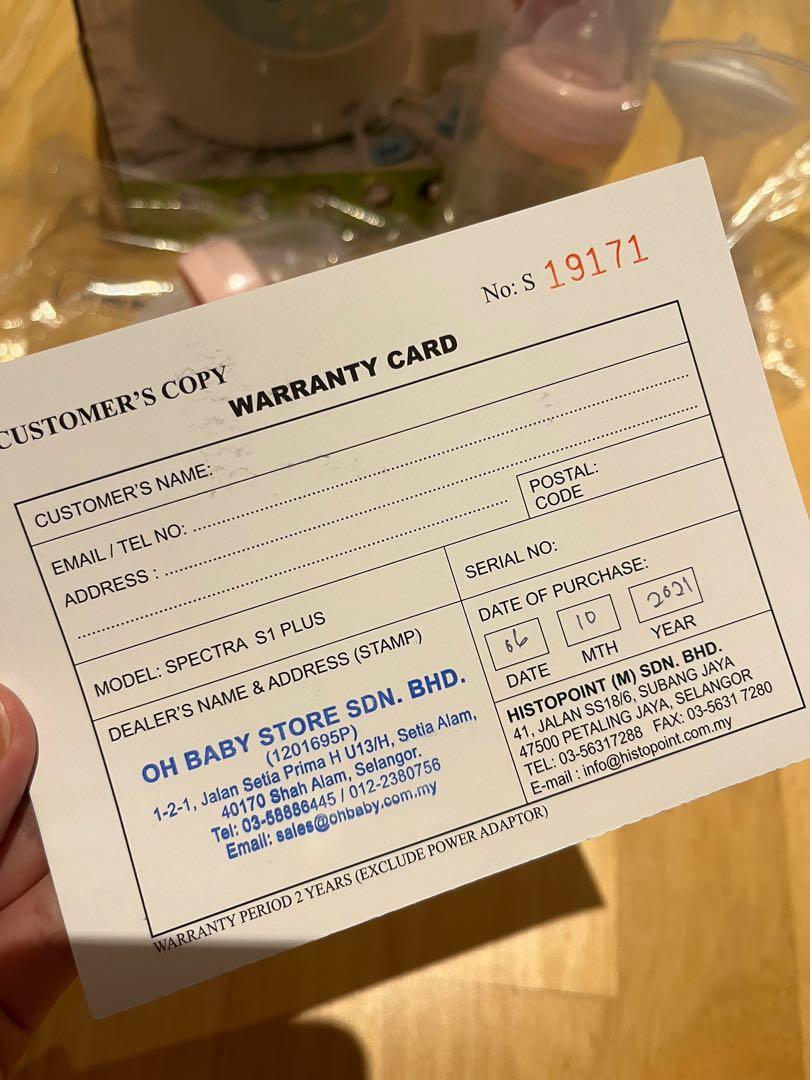 No: S 19171
CUSTOMER'S COPY
WARRANTY CARD
CUSTOMER'S NAME:
EMAIL / TEL NO:
ADDRESS :
POSTAL:
CODE
MODEL: SPECTRA S1 PLUS
SERIAL NO:
DEALER'S NAME & ADDRESS (STAMP)
OH BABY STORE SDN. BHD.
(1201695P)
1-2-1, Jalan Setia Prima H U13/H, Setia Alam,
40170 Shah Alam, Selangor.
Tel: 03-58886445 / 012-2380756
Email: sales@ohbaby.com.my
DATE OF PURCHASE:
06 10 2021
DATE MTH YEAR
HISTOPOINT (M) SDN. BHD.
41, JALAN SS18/6, SUBANG JAYA
47500 PETALING JAYA, SELANGOR
TEL: 03-56317288 FAX: 03-5631 7280
E-mail : info@histopoint.com.my
WARRANTY PERIOD 2 YEARS (EXCLUDE POWER ADAPTOR)